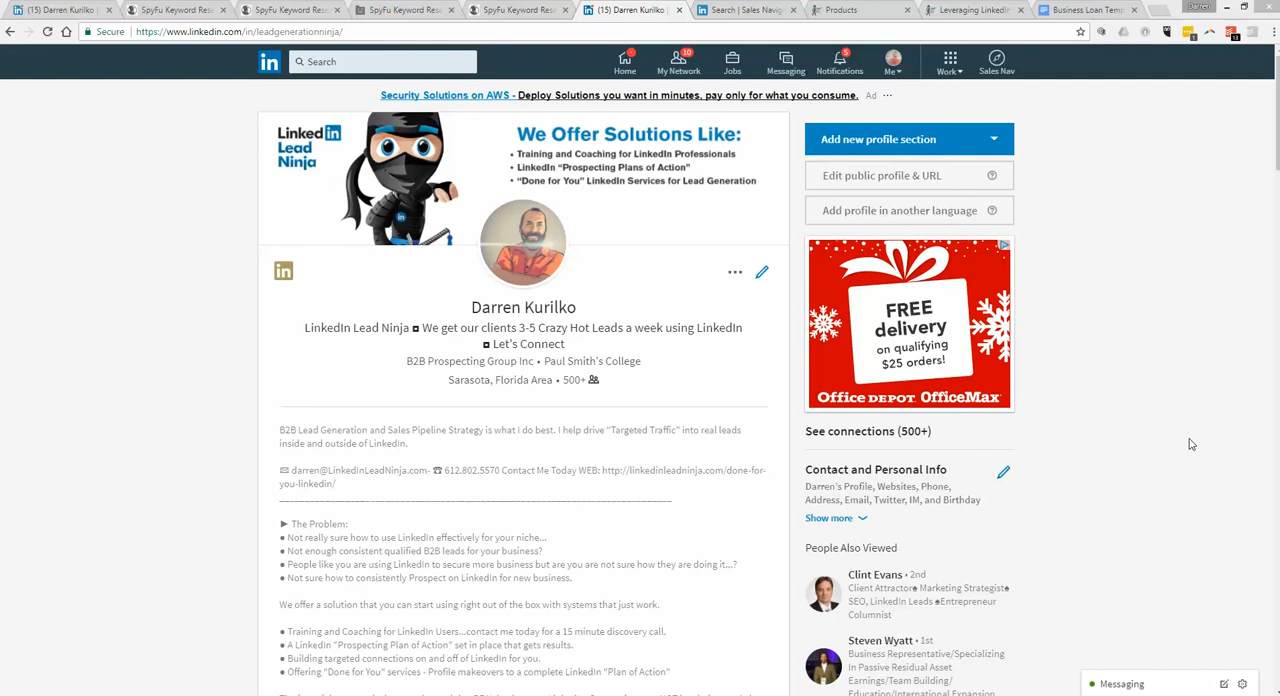 (15) Darren Kurilko |
SpyFu Keyword Rese
SpyFu Keyword Rese
SpyFu Keyword Rese
SpyFu Keyword Rese
(15) Darren Kurilko |
Search | Sales Navi
Products
Leveraging LinkedIn
Business Loan Temp
Darren
Secure
https://www.linkedin.com/in/leadgenerationninja/
in
Search
Home
My Network
10
Jobs
Messaging
Notifications
5
Me
Work
Sales Nav
Security Solutions on AWS - Deploy Solutions you want in minutes, pay only for what you consume.
Ad
Linked in
Lead
Ninja
We Offer Solutions Like:
• Training and Coaching for LinkedIn Professionals
• LinkedIn “Prospecting Plans of Action”
• “Done for You” LinkedIn Services for Lead Generation
in
Darren Kurilko
LinkedIn Lead Ninja ◘ We get our clients 3-5 Crazy Hot Leads a week using LinkedIn
◘ Let's Connect
B2B Prospecting Group Inc • Paul Smith's College
Sarasota, Florida Area • 500+
B2B Lead Generation and Sales Pipeline Strategy is what I do best. I help drive “Targeted Traffic” into real leads
inside and outside of LinkedIn.
✉ darren@LinkedInLeadNinja.com- ☎ 612.802.5570 Contact Me Today WEB: http://linkedinleadninja.com/done-for-
you-linkedin/
► The Problem:
● Not really sure how to use LinkedIn effectively for your niche...
● Not enough consistent qualified B2B leads for your business?
● People like you are using LinkedIn to secure more business but are you are not sure how they are doing it...?
● Not sure how to consistently Prospect on LinkedIn for new business.
We offer a solution that you can start using right out of the box with systems that just work.
● Training and Coaching for LinkedIn Users...contact me today for a 15 minute discovery call.
● A LinkedIn “Prospecting Plan of Action” set in place that gets results.
● Building targeted connections on and off of LinkedIn for you.
● Offering “Done for You” services - Profile makeovers to a complete LinkedIn “Plan of Action”
Add new profile section
Edit public profile & URL
Add profile in another language
FREE
delivery
on qualifying
$25 orders!
Office DEPOT OfficeMax
See connections (500+)
Contact and Personal Info
Darren's Profile, Websites, Phone,
Address, Email, Twitter, IM, and Birthday
Show more
People Also Viewed
Clint Evans • 2nd
Client Attractor♠ Marketing Strategist♠
SEO, LinkedIn Leads ♠Entrepreneur
Columnist
Steven Wyatt • 1st
Business Representative/Specializing
In Passive Residual Asset
Earnings/Team Building/
Education/International Expansion
Messaging